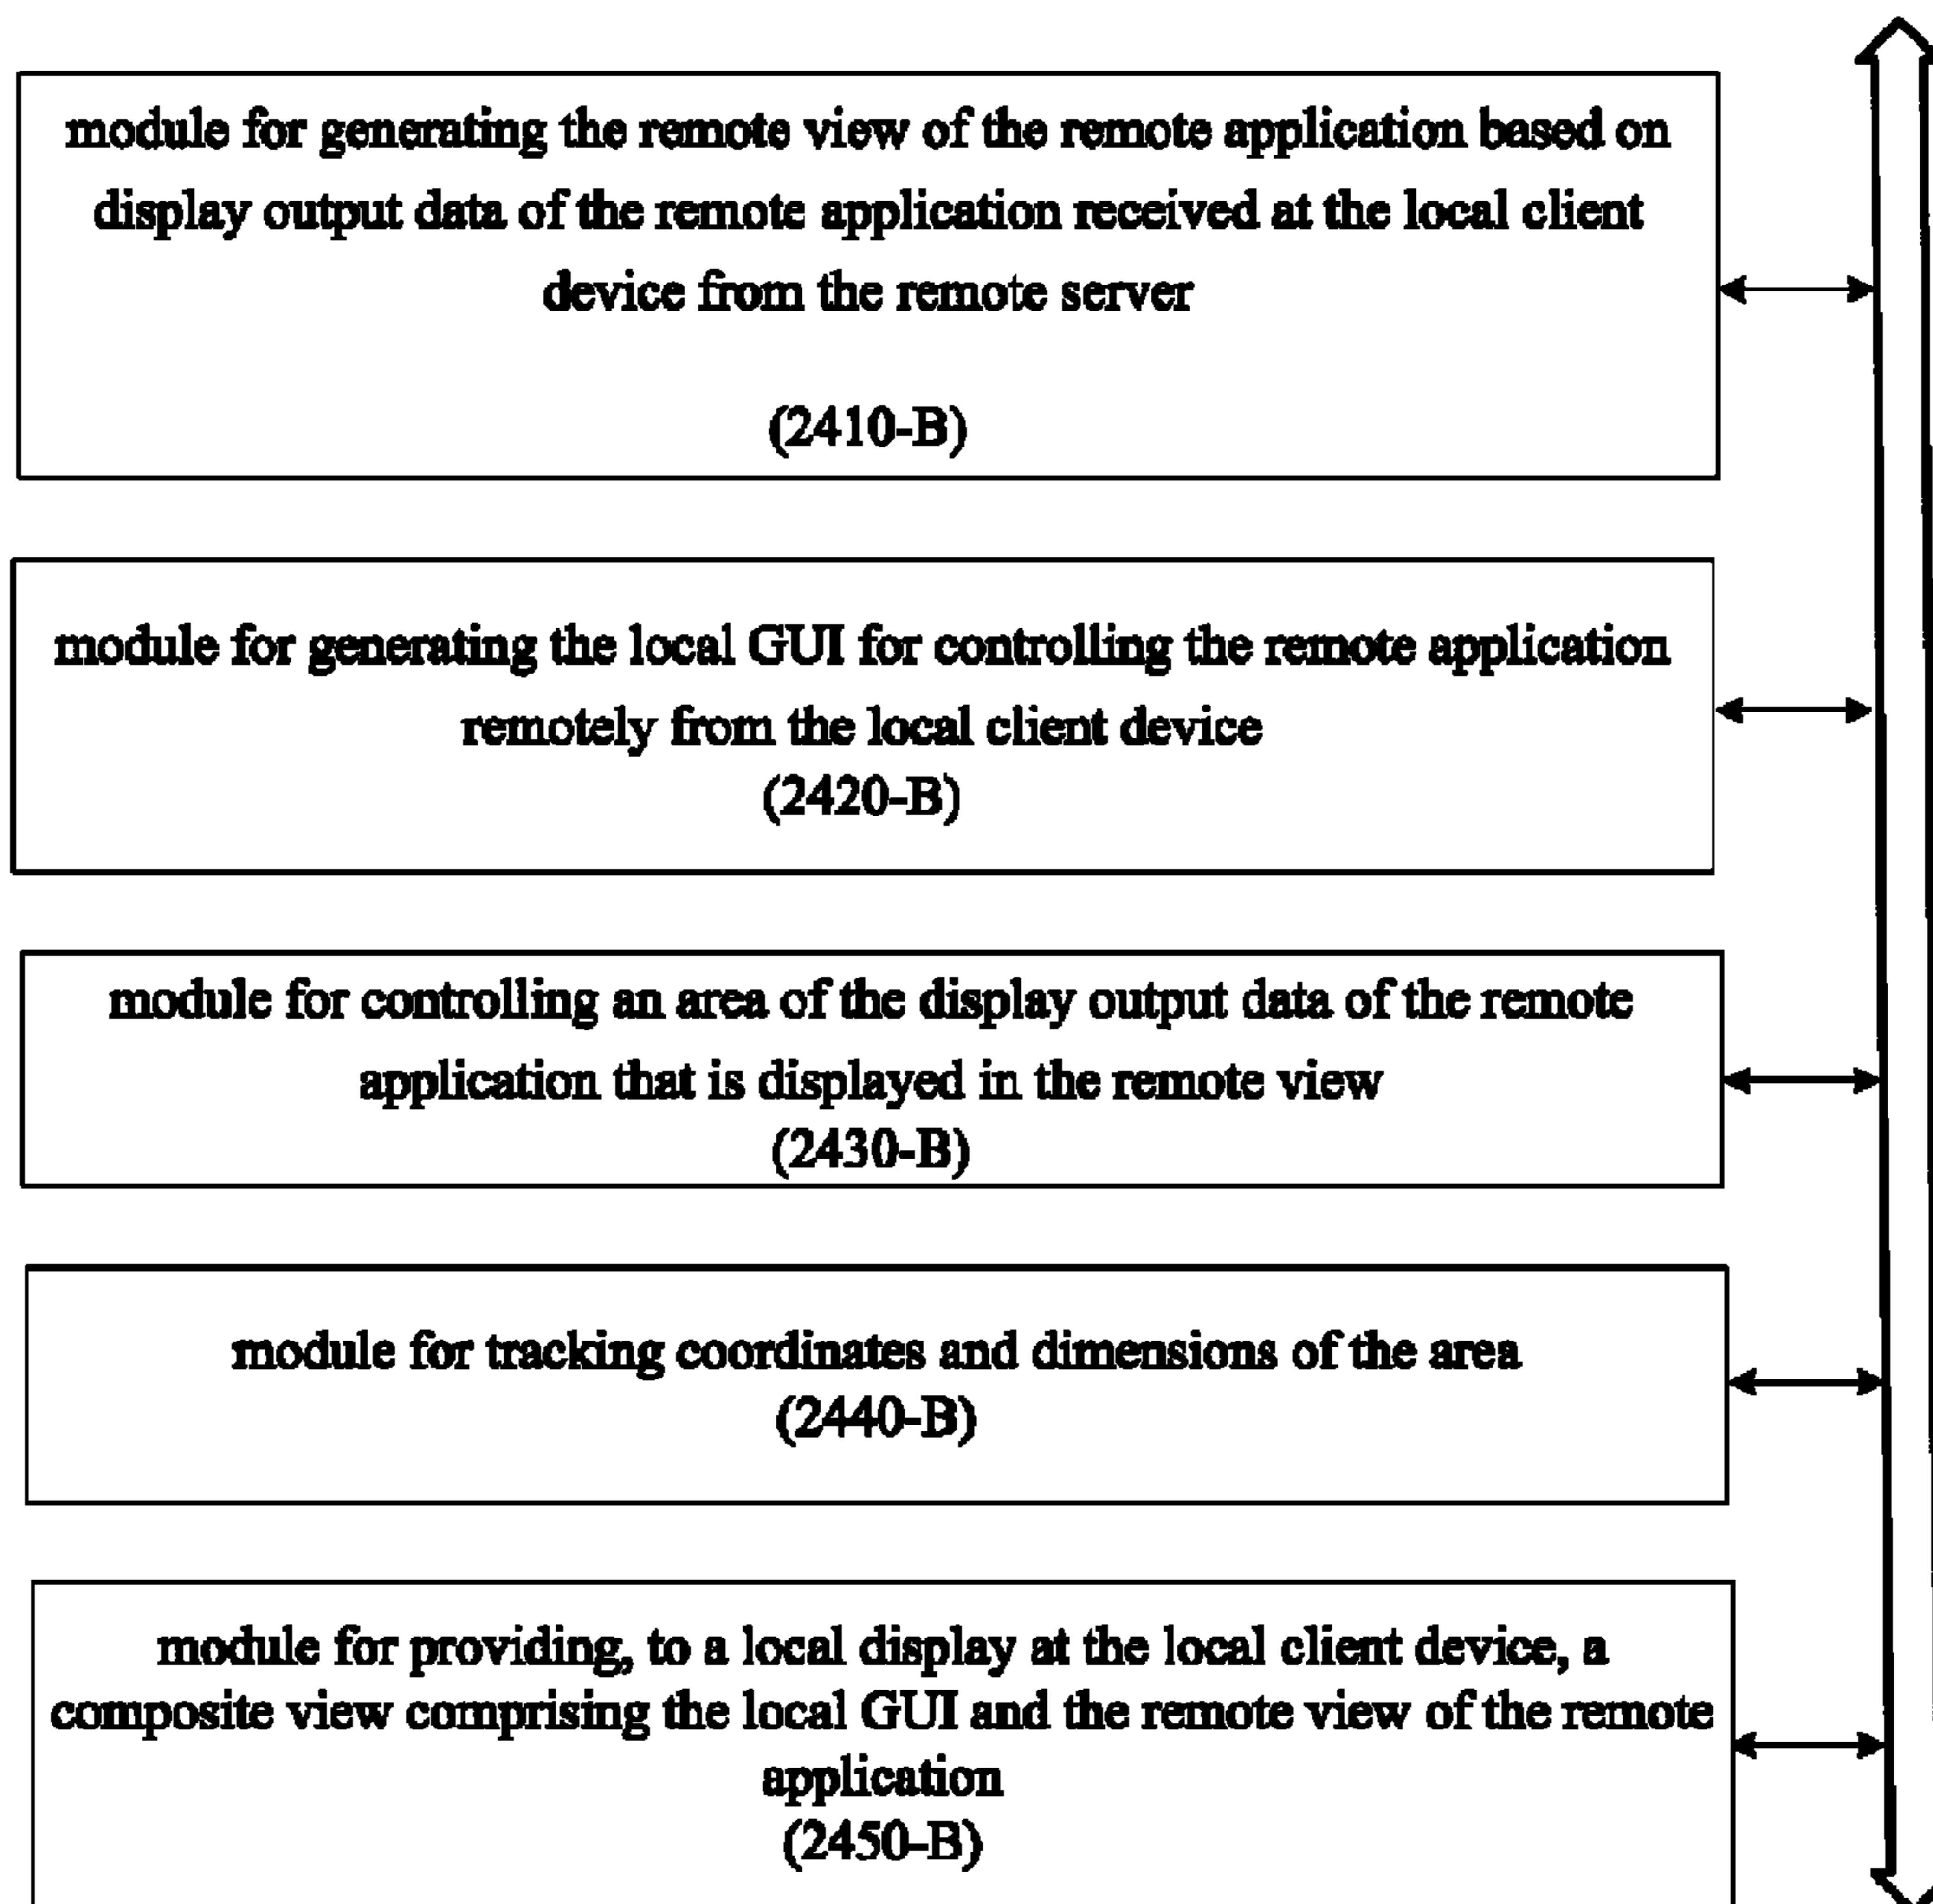 module for generating the remote view of the remote application based on
display output data of the remote application received at the local client
device from the remote server
(2410-B)
module for generating the local GUI for controlling the remote application
remotely from the local client device
(2420-B)
module for controlling an area of the display output data of the remote
application that is displayed in the remote view
(2430-B)
module for tracking coordinates and dimensions of the area
(2440-B)
module for providing, to a local display at the local client device, a
composite view comprising the local GUI and the remote view of the remote
application
(2450-B)